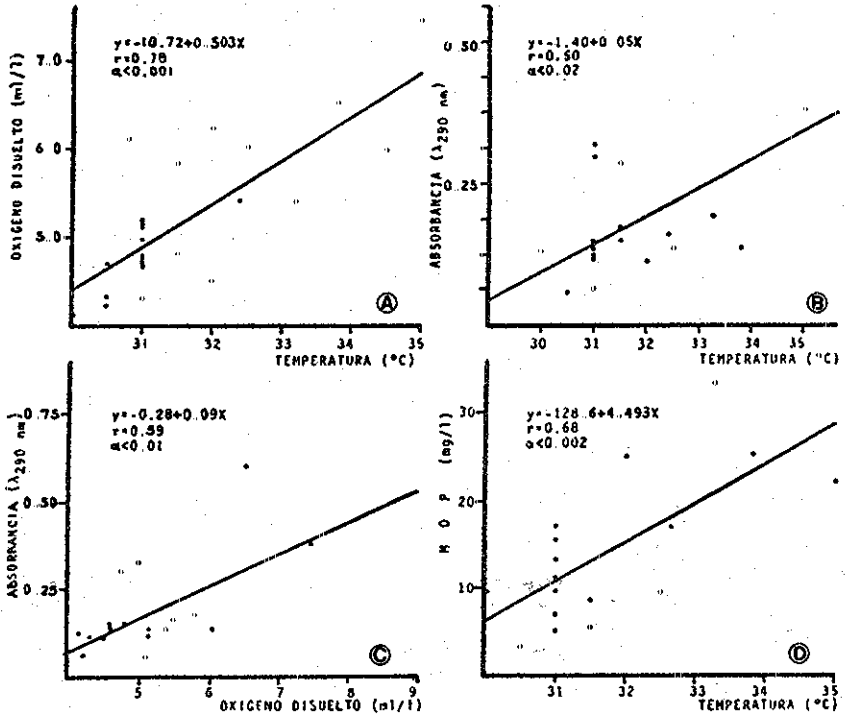 y=-10.72+0.503X
r=0.78
α<0.001
OXIGENO DISUELTO (ml/l)
7.0
6.0
5.0
31 32 33 34 35
TEMPERATURA (°C)
A
y=-1.40+0.05X
r=0.50
α<0.02
ABSORBANCIA (λ290 nm)
0.50
0.25
30 31 32 33 34 35
TEMPERATURA (°C)
B
y=-0.28+0.09X
r=0.59
α<0.01
ABSORBANCIA (λ290 nm)
0.75
0.50
0.25
5 6 7 8 9
OXIGENO DISUELTO (ml/l)
C
y=-128.6+4.493X
r=0.68
α<0.002
M O P (mg/l)
30
20
10
31 32 33 34 35
TEMPERATURA (°C)
D